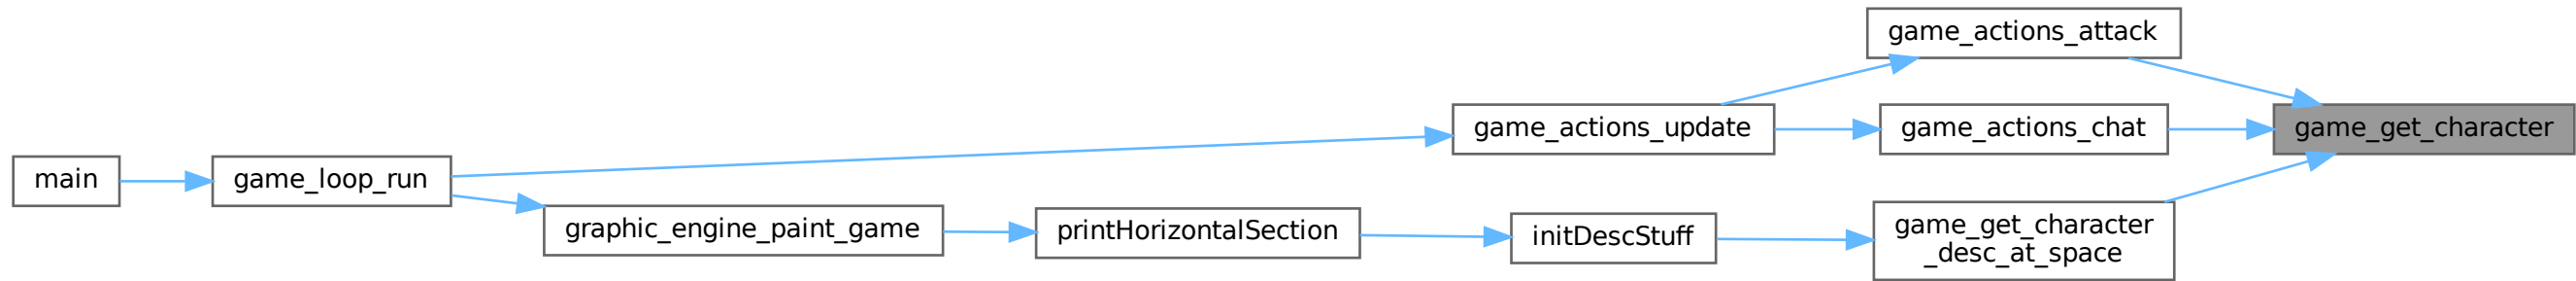 game_actions_attack
game_actions_update
game_actions_chat
game_get_character
main
game_loop_run
graphic_engine_paint_game
printHorizontalSection
initDescStuff
game_get_character
_desc_at_space